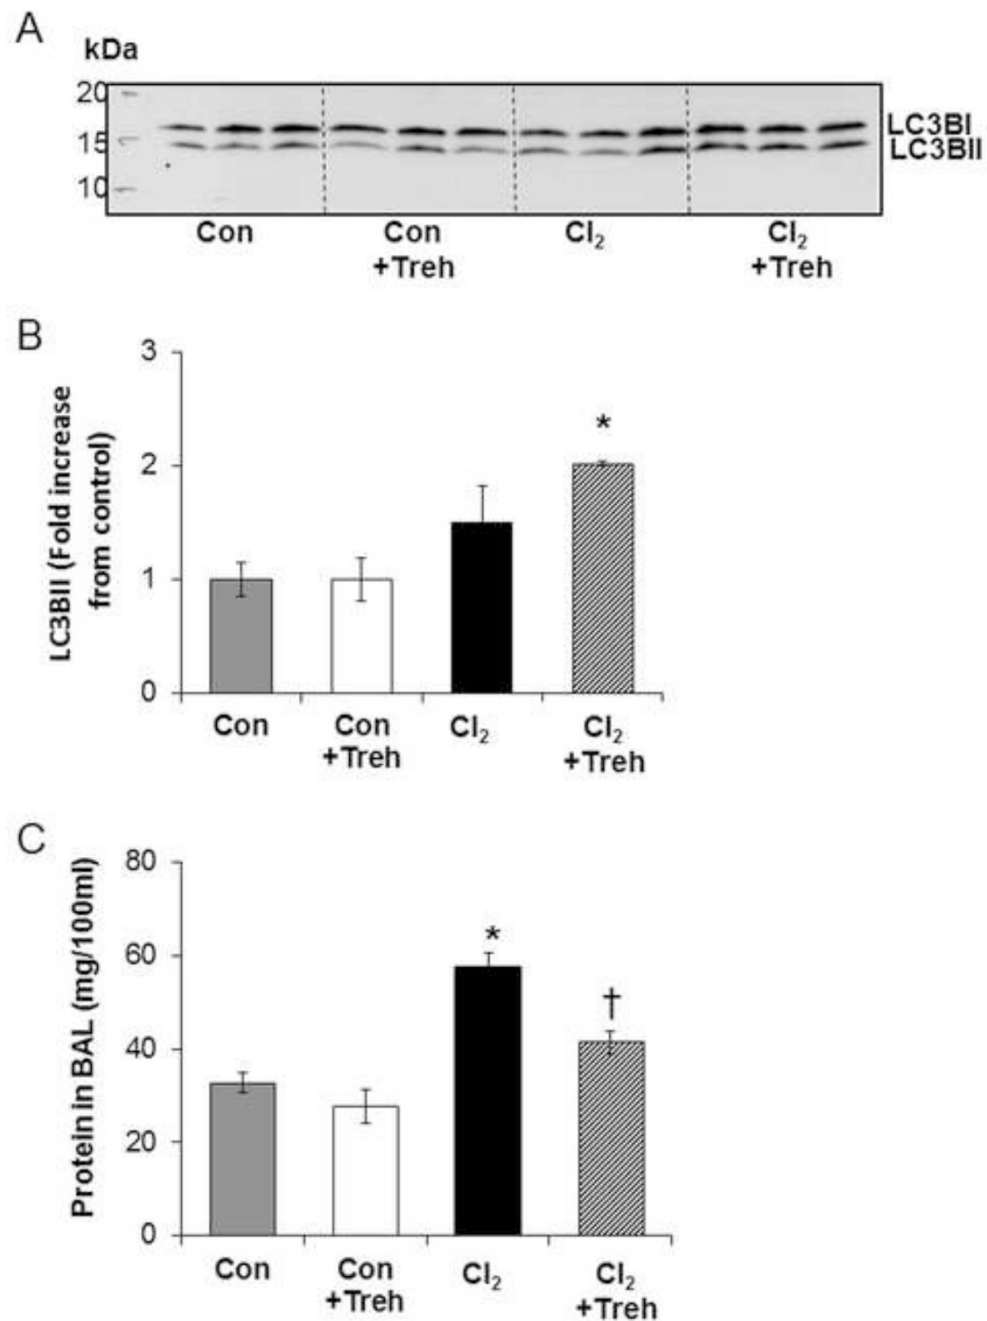 A
kDa
20
15
10
LC3BI
LC3BII
Con
Con
+Treh
Cl₂
Cl₂
+Treh
B
LC3BII (Fold increase
from control)
3
2
1
0
*
Con
Con
+Treh
Cl₂
Cl₂
+Treh
C
Protein in BAL (mg/100ml)
80
60
40
20
0
*
†
Con
Con
+Treh
Cl₂
Cl₂
+Treh